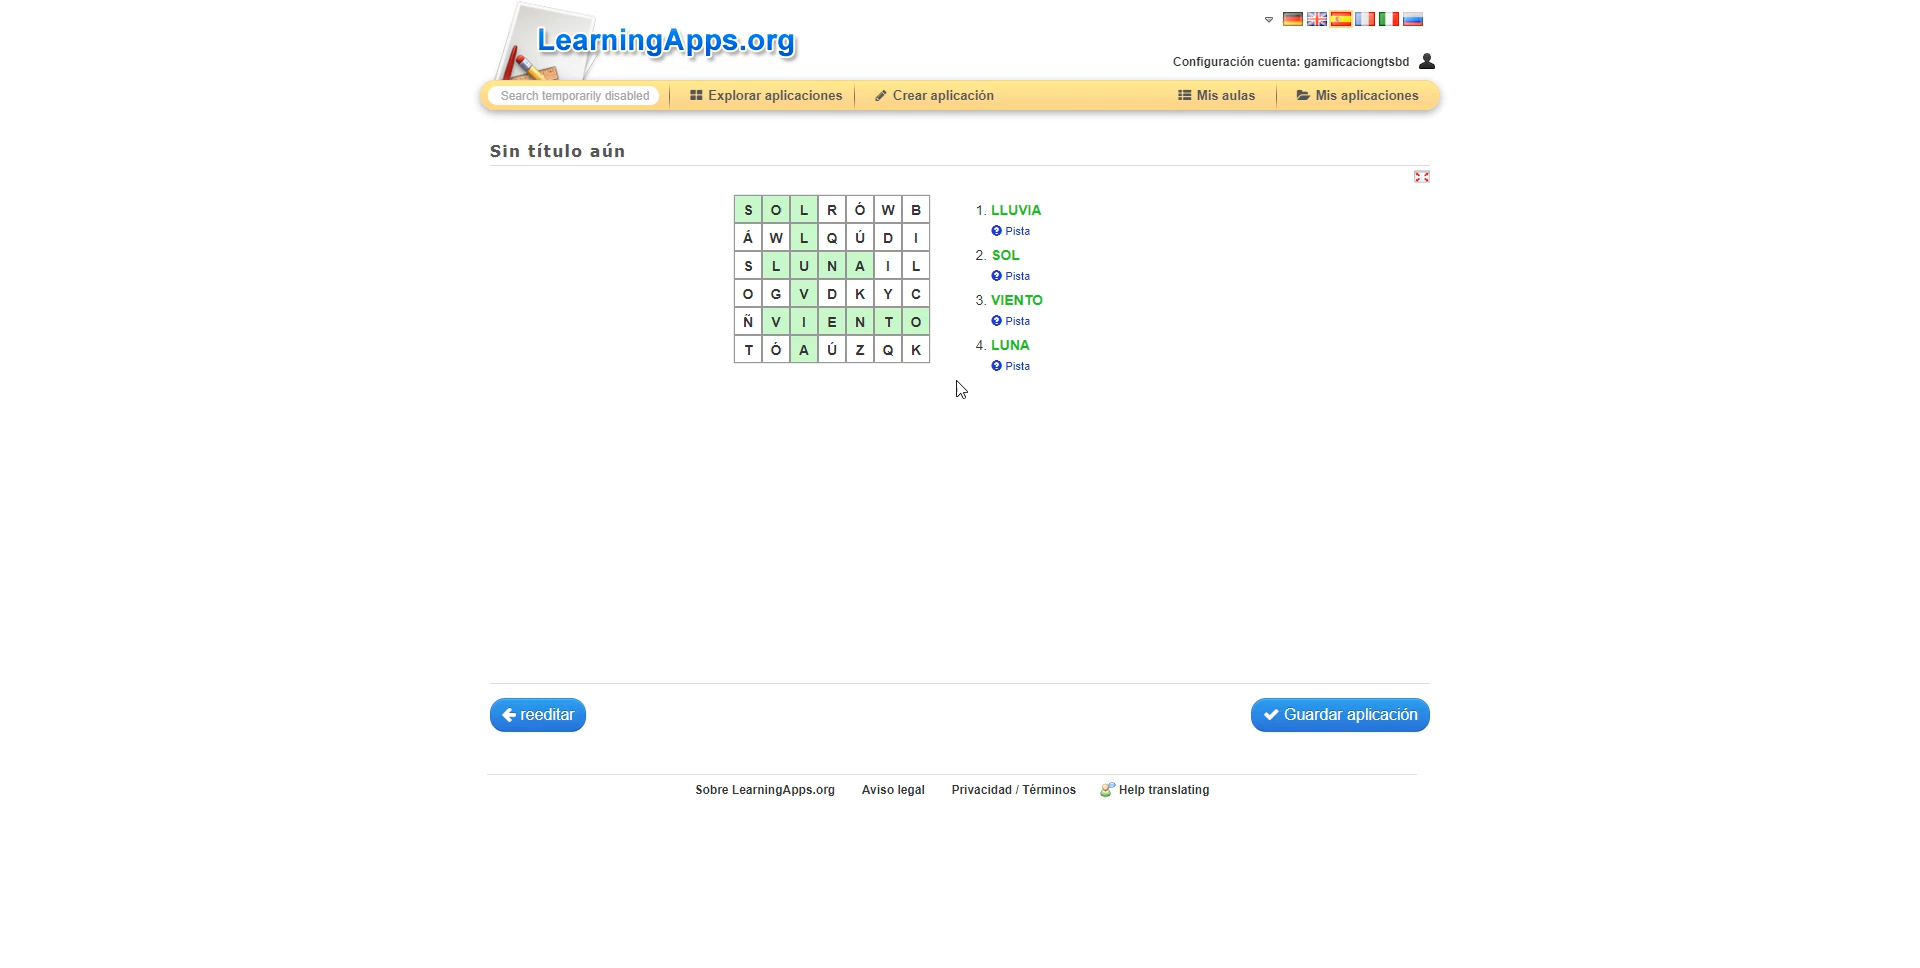 LearningApps.org
Configuración cuenta: gamificaciongtsbd
Search temporarily disabled
Explorar aplicaciones
Crear aplicación
Mis aulas
Mis aplicaciones
Sin título aún
S O L R Ó W B
Á W L Q Ú D I
S L U N A I L
O G V D K Y C
Ñ V I E N T O
T Ó A Ú Z Q K
1. LLUVIA
Pista
2. SOL
Pista
3. VIENTO
Pista
4. LUNA
Pista
reeditar
Guardar aplicación
Sobre LearningApps.org
Aviso legal
Privacidad / Términos
Help translating